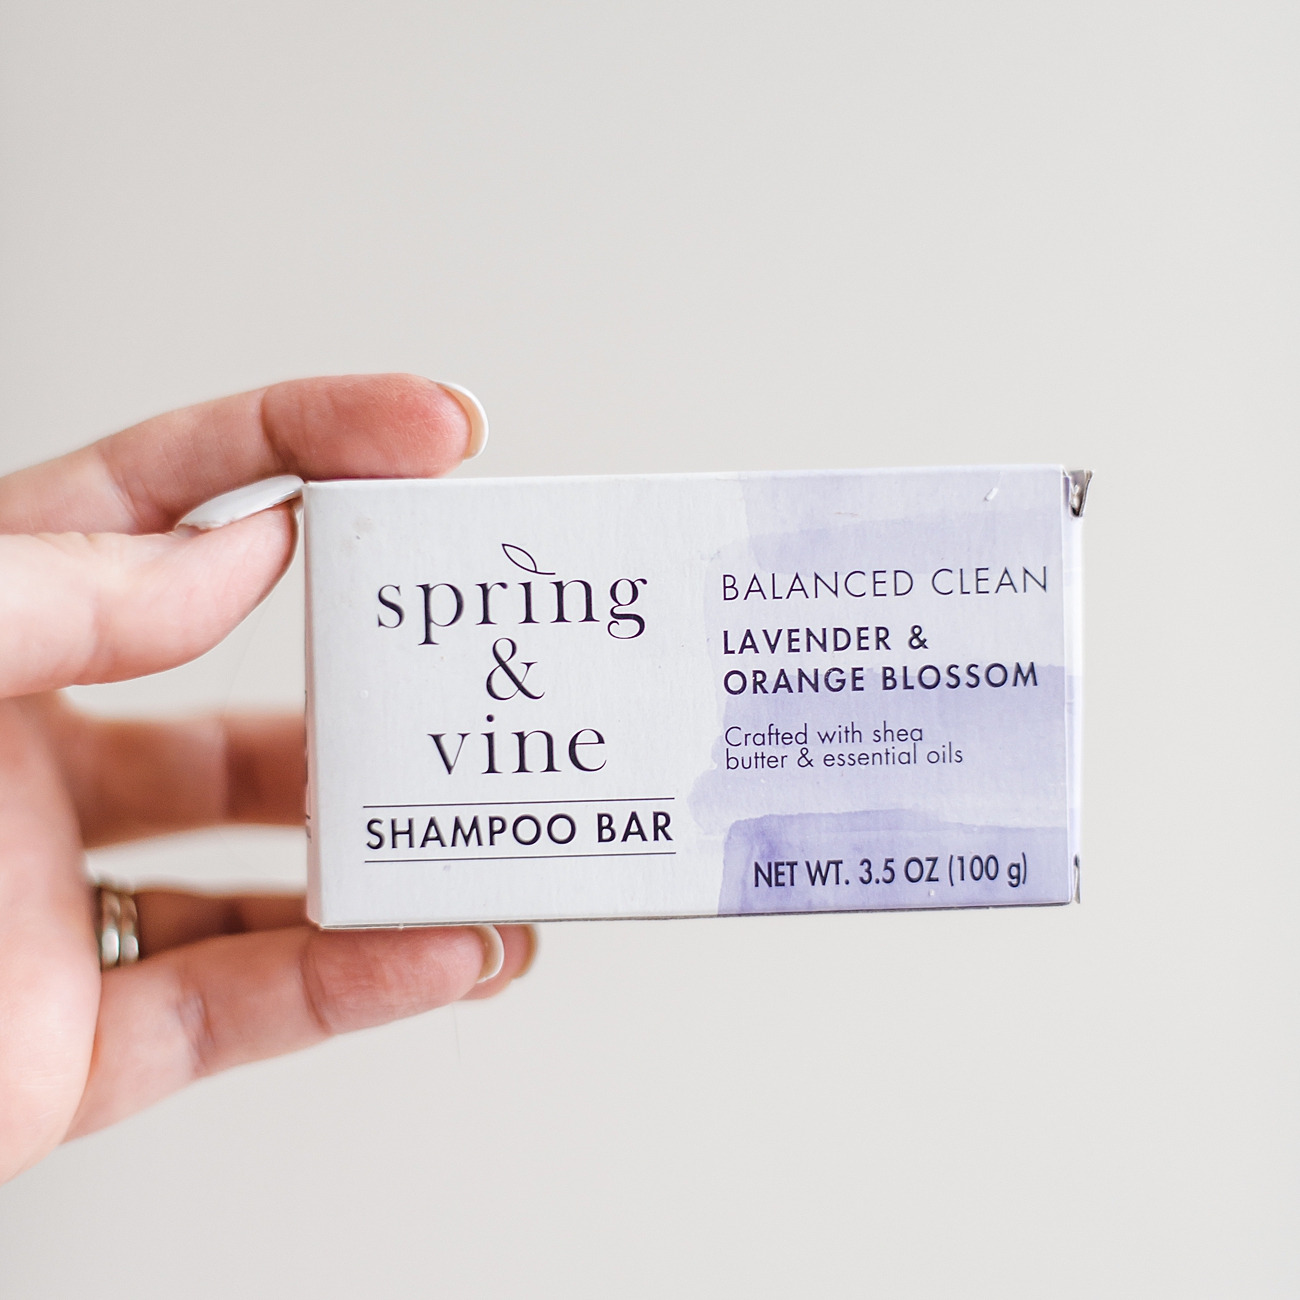 spring
&
vine
SHAMPOO BAR
BALANCED CLEAN
LAVENDER &
ORANGE BLOSSOM
Crafted with shea
butter & essential oils
NET WT. 3.5 OZ (100 g)